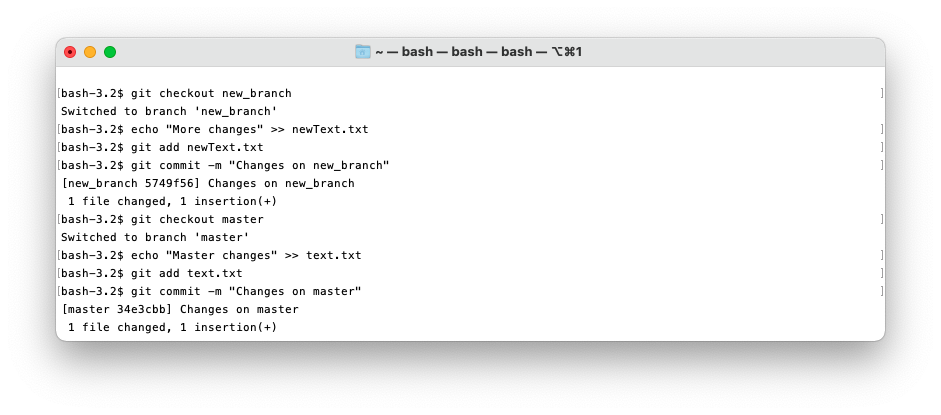 ~ — bash — bash — bash — ⌥⌘1
[bash-3.2$ git checkout new_branch ]
Switched to branch 'new_branch'
[bash-3.2$ echo "More changes" >> newText.txt ]
[bash-3.2$ git add newText.txt ]
[bash-3.2$ git commit -m "Changes on new_branch" ]
[new_branch 5749f56] Changes on new_branch
1 file changed, 1 insertion(+)
[bash-3.2$ git checkout master ]
Switched to branch 'master'
[bash-3.2$ echo "Master changes" >> text.txt ]
[bash-3.2$ git add text.txt ]
[bash-3.2$ git commit -m "Changes on master" ]
[master 34e3cbb] Changes on master
1 file changed, 1 insertion(+)